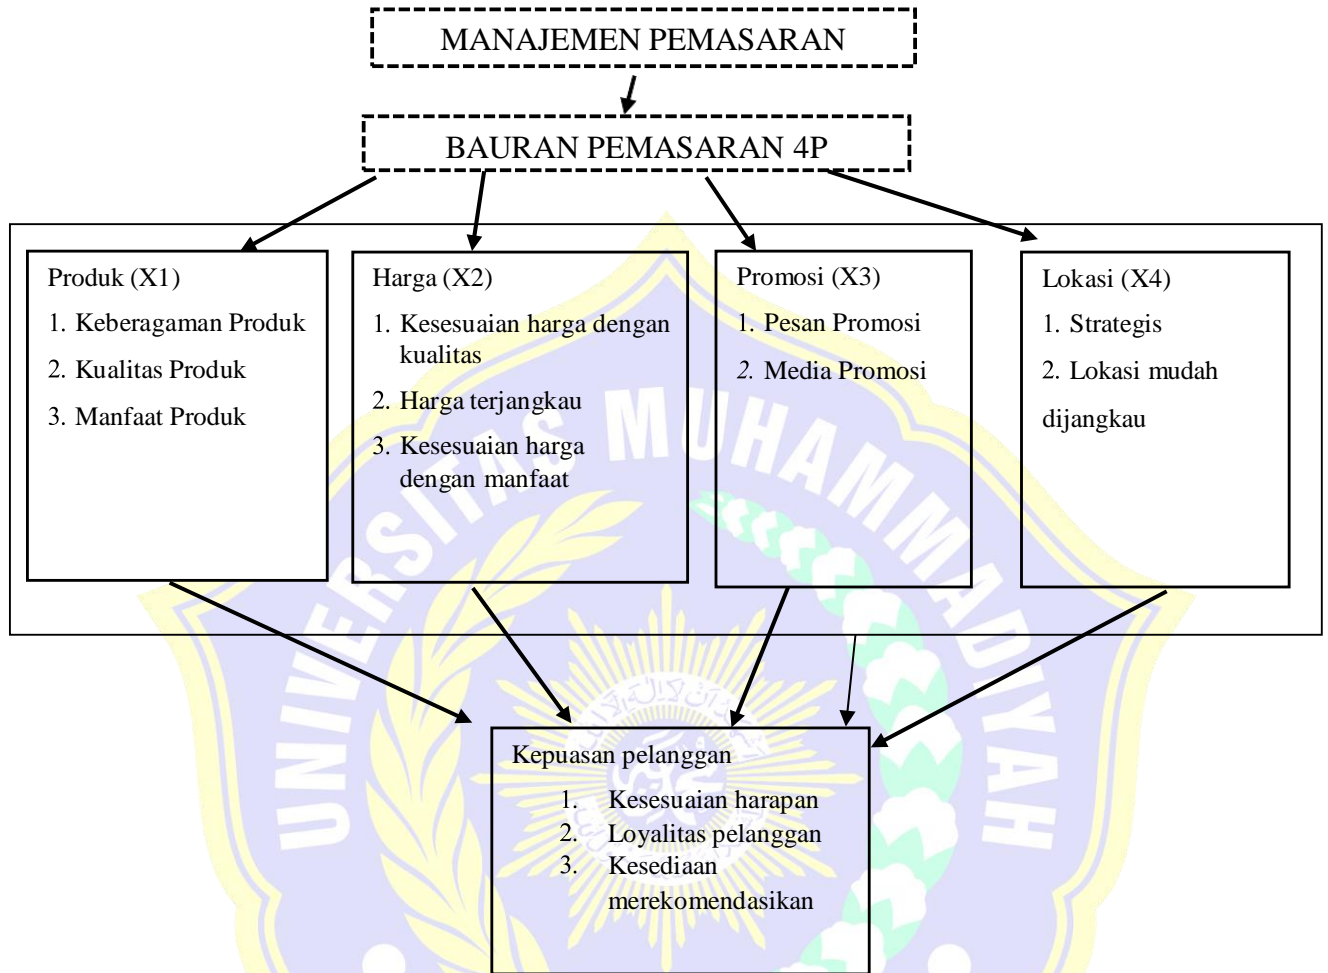 MANAJEMEN PEMASARAN
BAURAN PEMASARAN 4P
Produk (X1)
1. Keberagaman Produk
2. Kualitas Produk
3. Manfaat Produk
Harga (X2)
1. Kesesuaian harga dengan
kualitas
2. Harga terjangkau
3. Kesesuaian harga
dengan manfaat
Promosi (X3)
1. Pesan Promosi
2. Media Promosi
Lokasi (X4)
1. Strategis
2. Lokasi mudah
dijangkau
Kepuasan pelanggan
1. Kesesuaian harapan
2. Loyalitas pelanggan
3. Kesediaan
merekomendasikan
UNIVERSITAS MUHAMMADIYAH